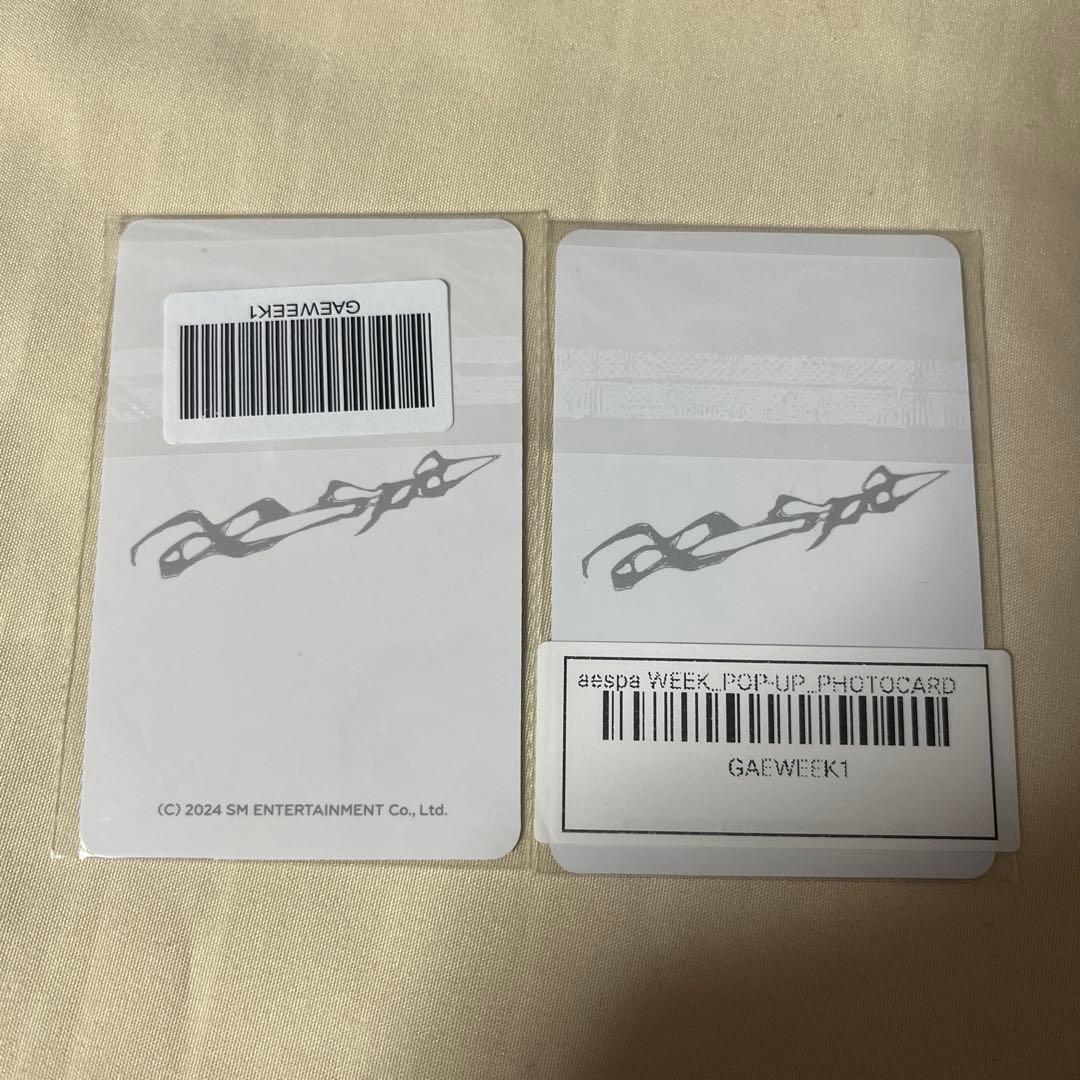 GAEWEEK1
(C) 2024 SM ENTERTAINMENT Co., Ltd.
aespa WEEK_POP-UP_PHOTOCARD
GAEWEEK1